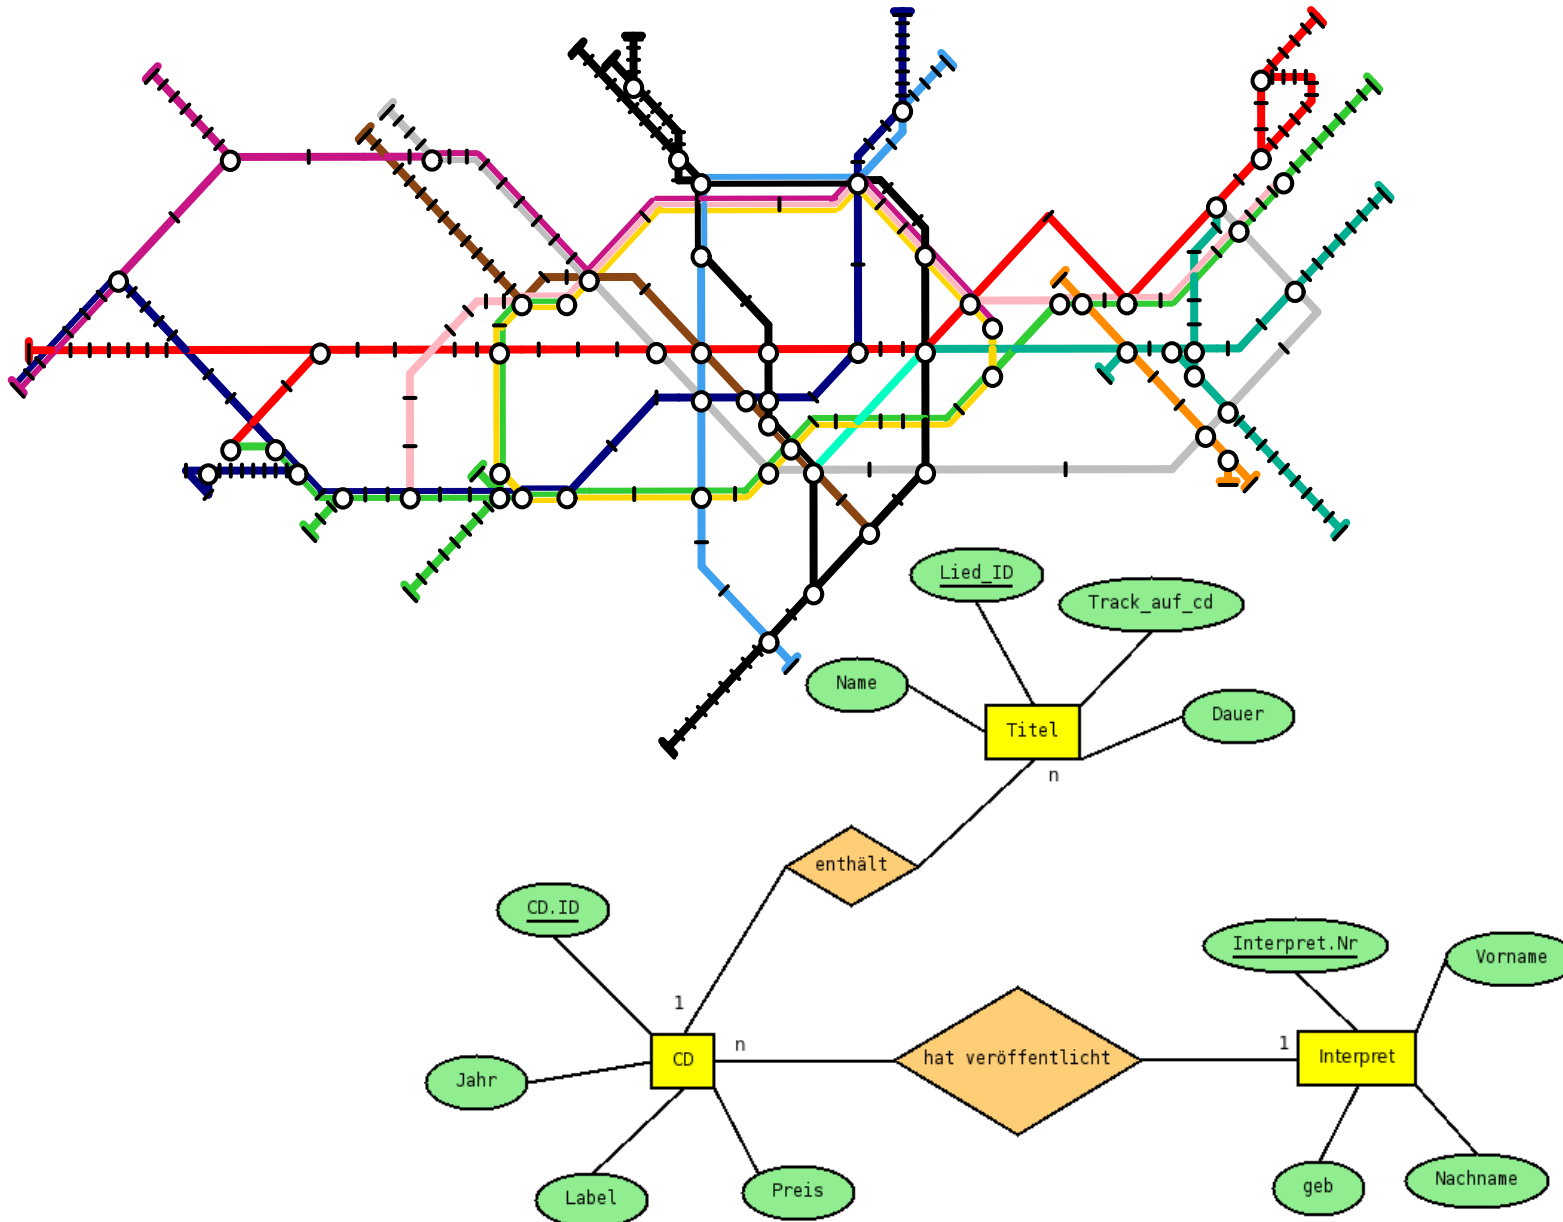 Lied_ID
Track_auf_cd
Name
Dauer
Titel
n
enthält
CD.ID
Interpret.Nr
Vorname
1
n
1
CD
hat veröffentlicht
Interpret
Jahr
Label
Preis
geb
Nachname